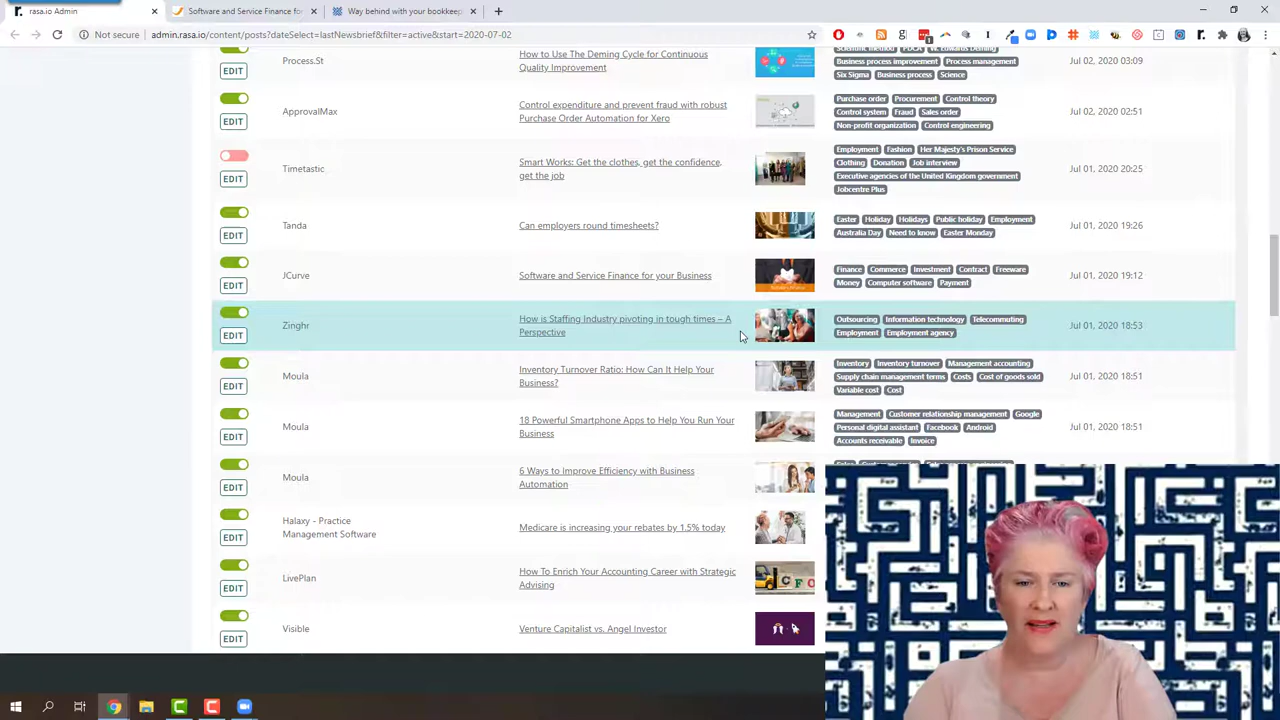 rasa.io Admin
Software and Service Finance for
Way behind with your bookkeep
Not secure
admin.rasa.io/content/posts?dateSelect=lastNewsbrief&filter=active&start=2020-07-02
Process.St
EDIT
How to Use The Deming Cycle for Continuous
Quality Improvement
Scientific method PDCA W. Edwards Deming
Business process improvement Process management
Six Sigma Business process Science
Jul 02, 2020 03:09
ApprovalMax
EDIT
Control expenditure and prevent fraud with robust
Purchase Order Automation for Xero
Purchase order Procurement Control theory
Control system Fraud Sales order
Non-profit organization Control engineering
Jul 02, 2020 02:51
Timetastic
EDIT
Smart Works: Get the clothes, get the confidence,
get the job
Employment Fashion Her Majesty's Prison Service
Clothing Donation Job interview
Executive agencies of the United Kingdom government
Jobcentre Plus
Jul 01, 2020 20:25
Tanda
EDIT
Can employers round timesheets?
Easter Holiday Holidays Public holiday Employment
Australia Day Need to know Easter Monday
Jul 01, 2020 19:26
JCurve
EDIT
Software and Service Finance for your Business
Finance Commerce Investment Contract Freeware
Money Computer software Payment
Jul 01, 2020 19:12
Zinghr
EDIT
How is Staffing Industry pivoting in tough times – A
Perspective
Outsourcing Information technology Telecommuting
Employment Employment agency
Jul 01, 2020 18:53
Moula
EDIT
Inventory Turnover Ratio: How Can It Help Your
Business?
Inventory Inventory turnover Management accounting
Supply chain management terms Costs Cost of goods sold
Variable cost Cost
Jul 01, 2020 18:51
Moula
EDIT
18 Powerful Smartphone Apps to Help You Run Your
Business
Management Customer relationship management Google
Personal digital assistant Facebook Android
Accounts receivable Invoice
Jul 01, 2020 18:51
Moula
EDIT
6 Ways to Improve Efficiency with Business
Automation
Halaxy - Practice
Management Software
EDIT
Medicare is increasing your rebates by 1.5% today
LivePlan
EDIT
How To Enrich Your Accounting Career with Strategic
Advising
CFO
Visible
EDIT
Venture Capitalist vs. Angel Investor